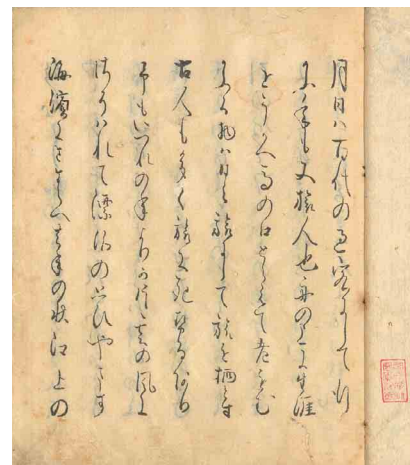 月日ハ百代の過客にして行
かふ年も又旅人也舟の上に生涯
をうかへ馬の口とらえて老をむ
かふる物ハ日々旅にして旅を栖とす
古人も多く旅に死せるあり
予もいつれの年よりか片雲の風に
さそハれて漂泊の思ひやます
海濱にさすらへ去年の秋江上の